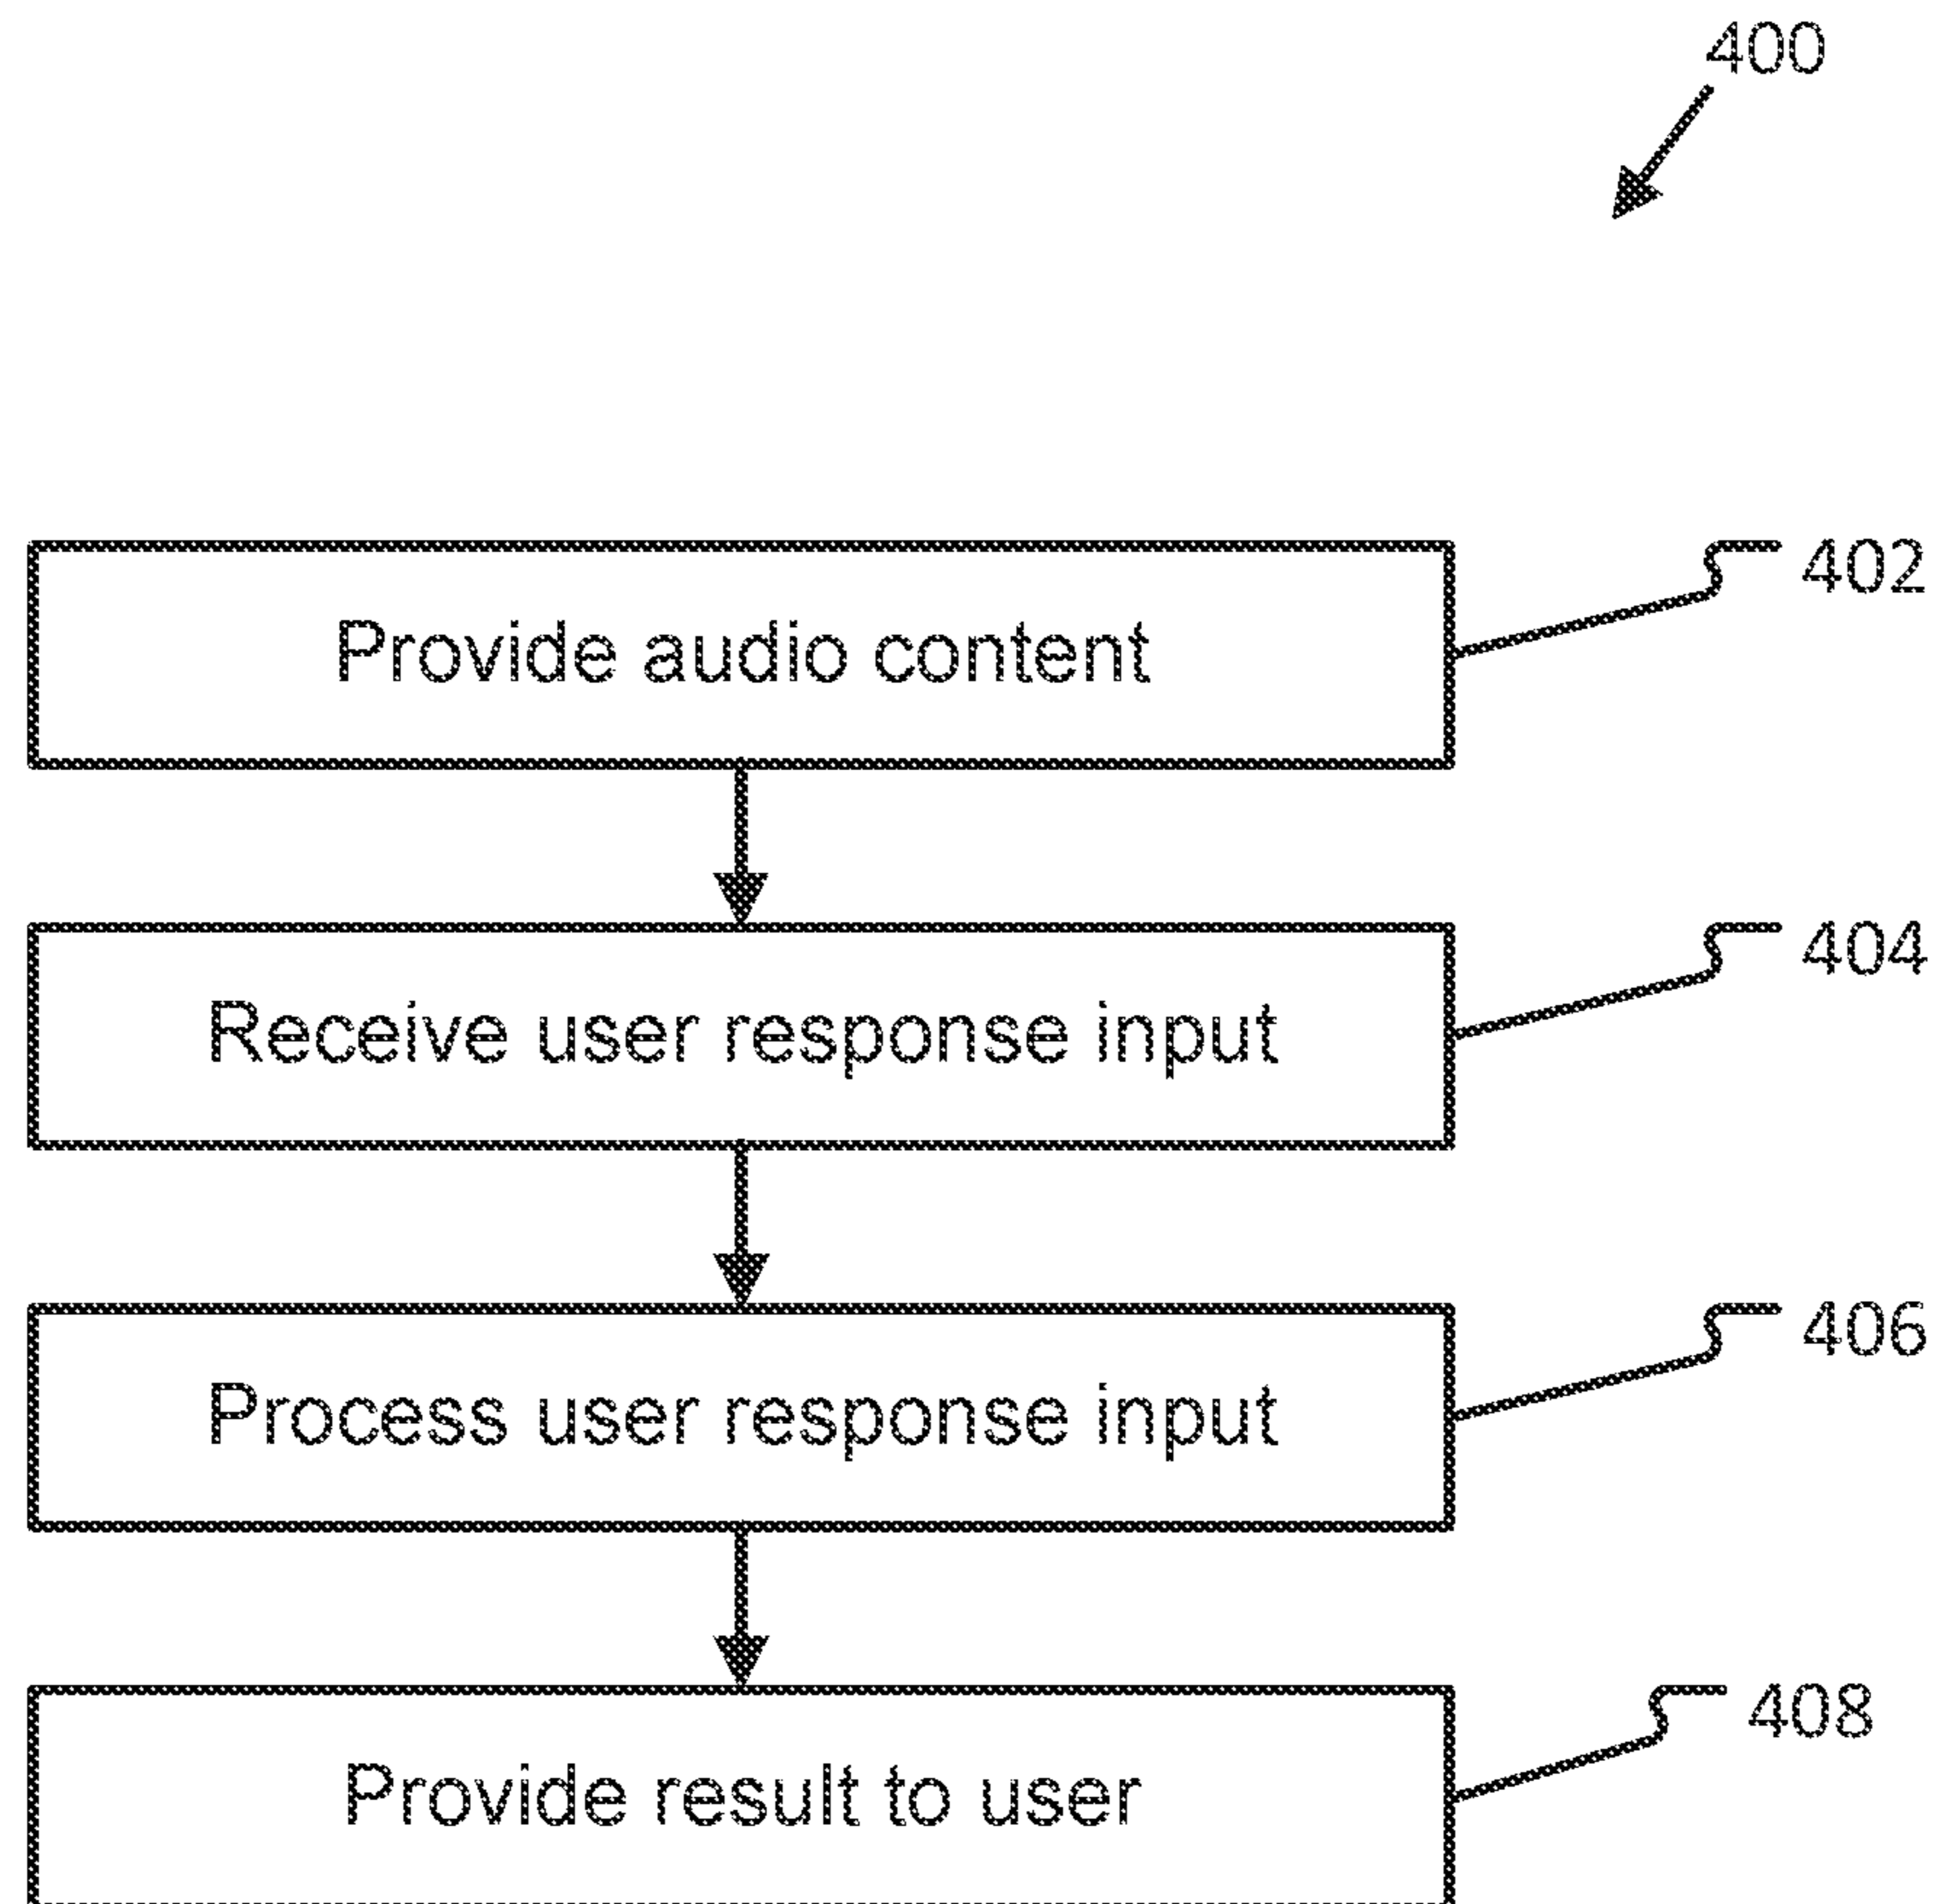 400
Provide audio content
402
Receive user response input
404
Process user response input
406
Provide result to user
408